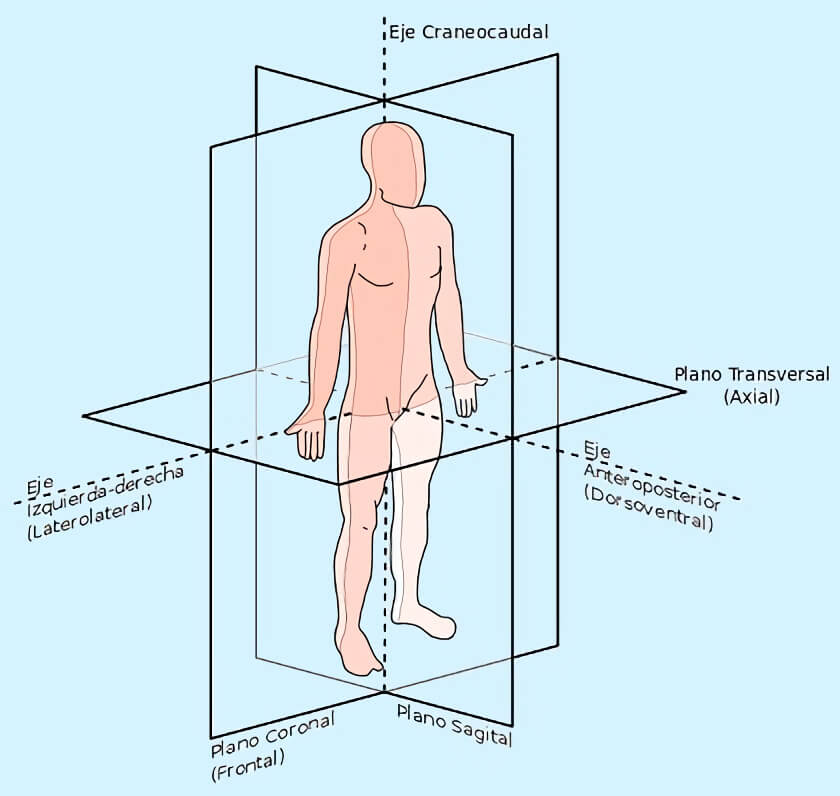 Eje Craneocaudal
Plano Transversal
(Axial)
Eje
Anteroposterior
(Dorsoventral)
Eje
Izquierda-derecha
(Laterolateral)
Plano Coronal
(Frontal)
Plano Sagital